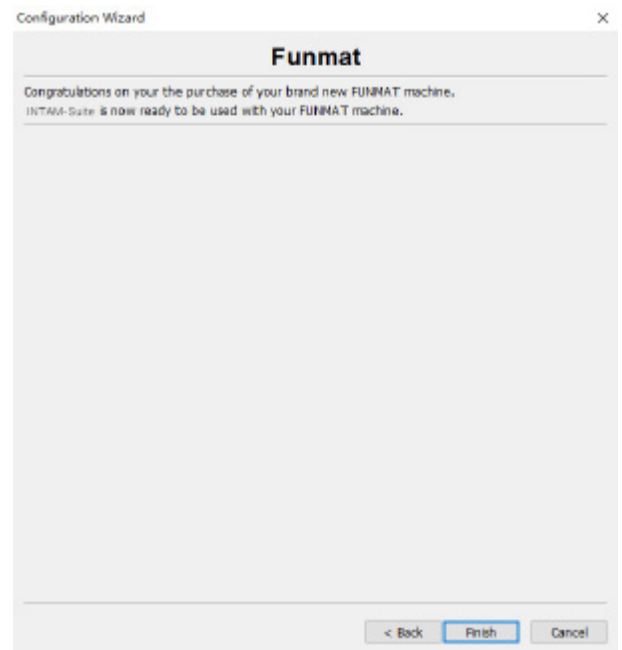 Configuration Wizard
Funmat
Congratulations on your the purchase of your brand new FUNMAT machine.
INTAM-Suite is now ready to be used with your FUNMAT machine.
< Back Finish Cancel